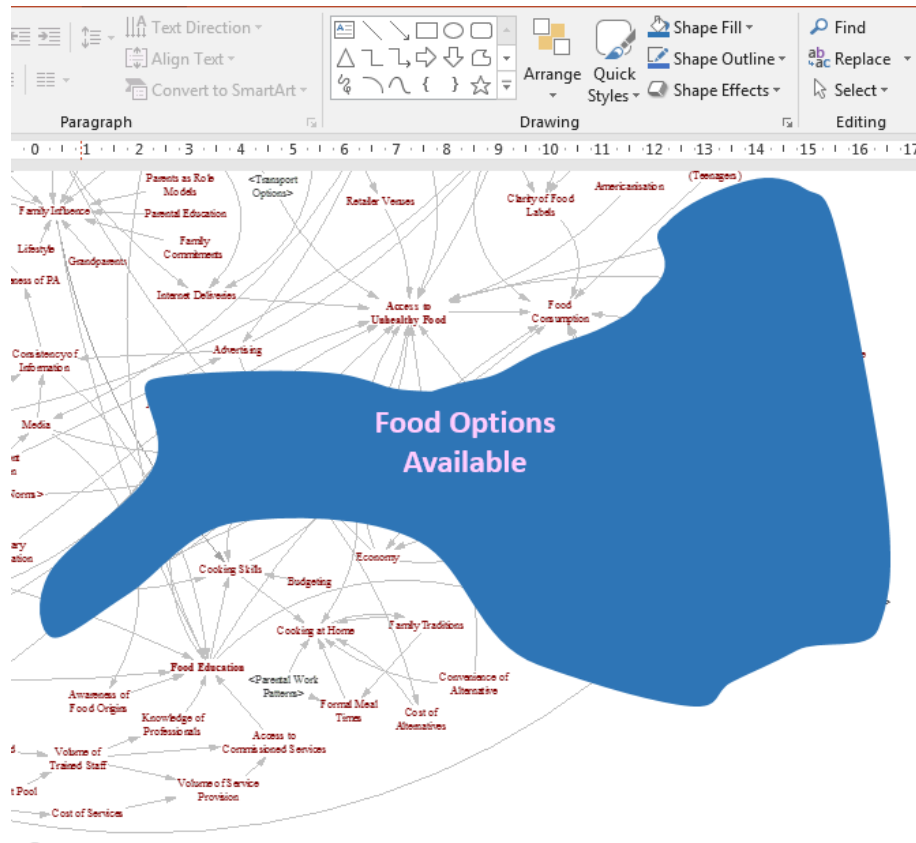 Text Direction
Shape Fill
Find
Align Text
Shape Outline
Replace
Convert to SmartArt
Arrange
Quick
Styles
Shape Effects
Select
Paragraph
Drawing
Editing
0 1 2 3 4 5 6 7 8 9 10 11 12 13 14 15 16 17
Parents as Role
Models
<Transport
Options>
(Teenagers)
Americanisation
Family Influence
Parental Education
Retailer Venues
Clarity of Food
Labels
Lifestyle
Family
Commitments
Grandparents
of PA
Internet Deliveries
Access to
Unhealthy Food
Food
Consumption
Consistency of
Information
Advertising
Media
Food Options
Available
Economy
Cooking Skills
Budgeting
Cooking at Home
Family Traditions
Food Education
<Parental Work
Patterns>
Convenience of
Alternative
Awareness of
Food Origins
Formal Meal
Times
Cost of
Alternatives
Knowledge of
Professionals
Access to
Commissioned Services
Volume of
Trained Staff
Volume of Service
Provision
Pool
Cost of Services